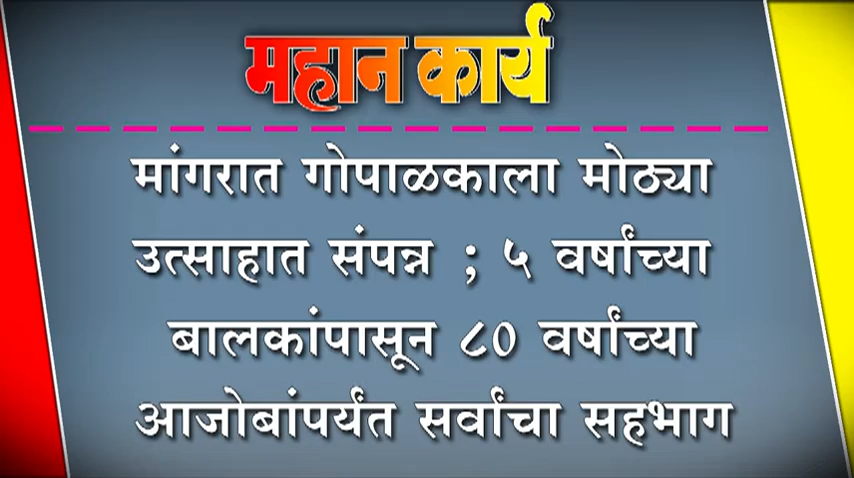 महान कार्य
मांगरात गोपाळकाला मोठ्या
उत्साहात संपन्न ; ५ वर्षांच्या
बालकांपासून ८० वर्षांच्या
आजोबांपर्यंत सर्वांचा सहभाग